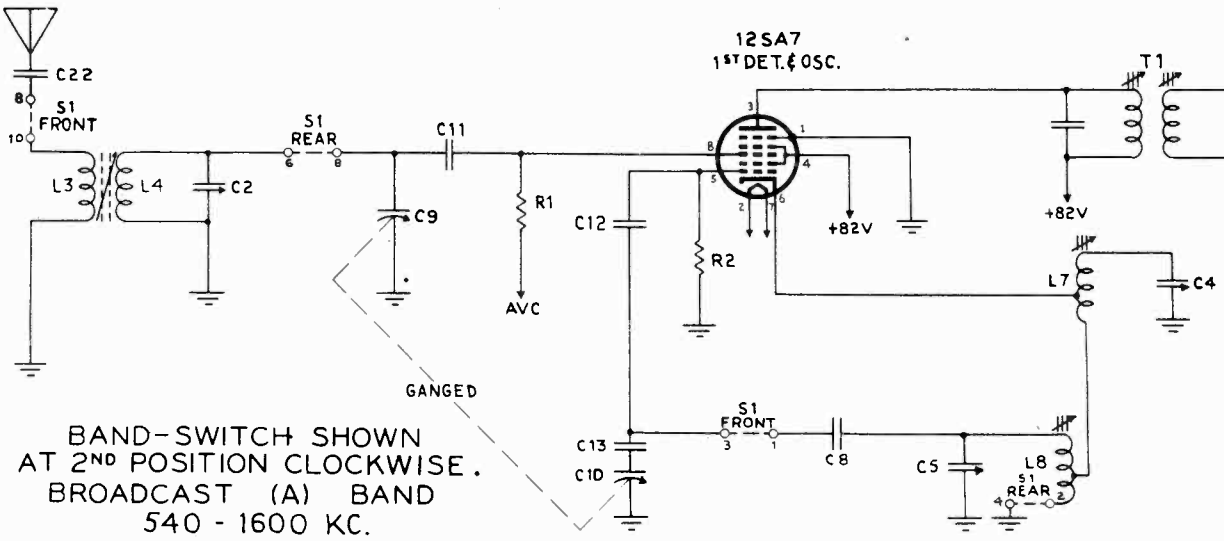 12SA7
1ST DET. & OSC.
T1
C22
8
S1
FRONT
10
L3
L4
C2
S1
REAR
6
8
C11
C9
R1
AVC
3
1
8
4
5
2
7
6
+82V
+82V
C12
R2
L7
C4
GANGED
S1
FRONT
3
1
C13
C10
C8
C5
L8
S1
REAR
4
2
BAND-SWITCH SHOWN
AT 2ND POSITION CLOCKWISE.
BROADCAST (A) BAND
540 - 1600 KC.